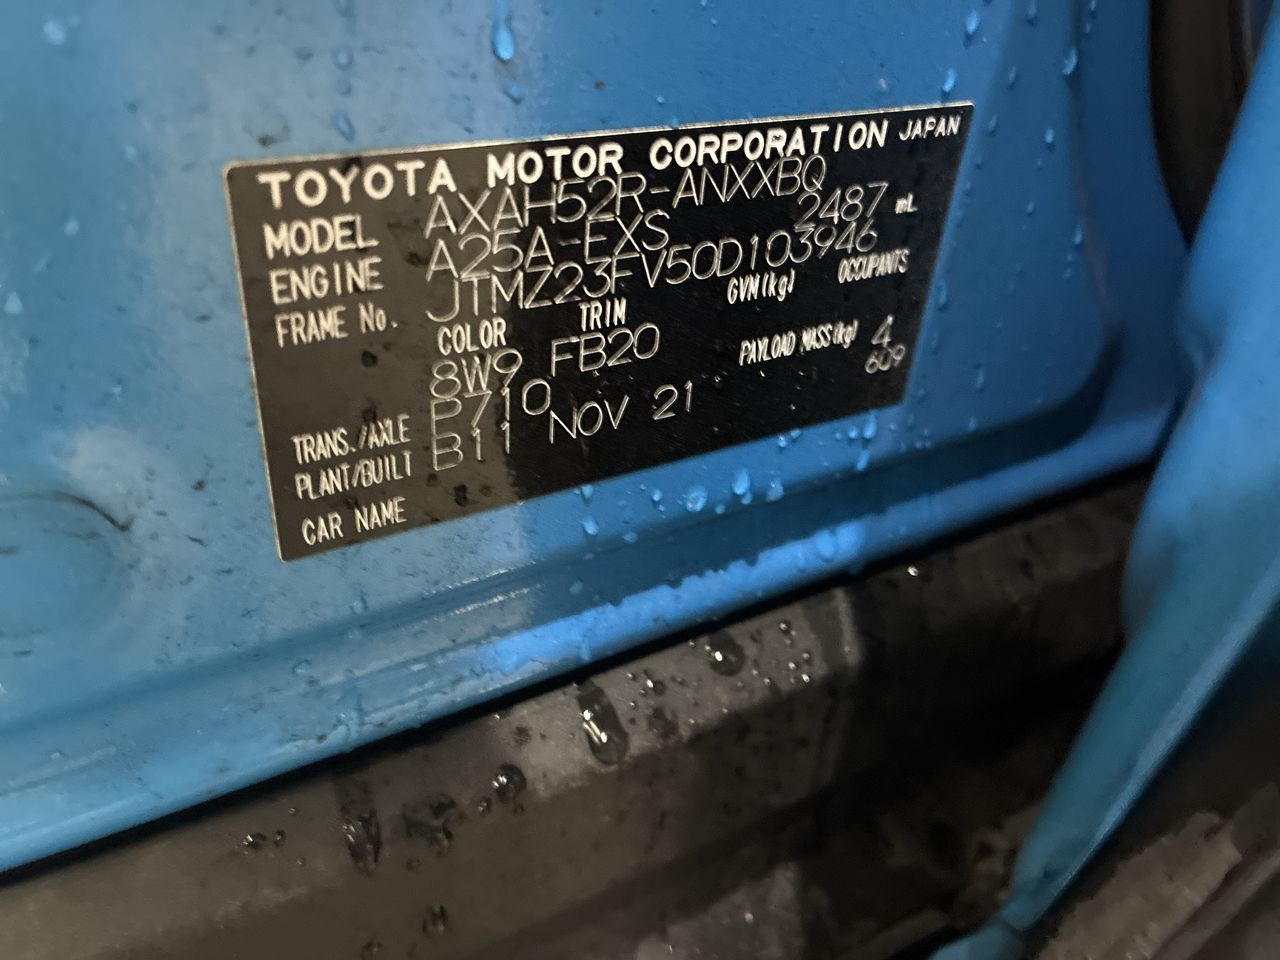 TOYOTA MOTOR CORPORATION JAPAN
MODEL AXAH52R-ANXXBQ
ENGINE A25A-FXS 2487 mL
FRAME No. JTMZ23FV50D103946
COLOR TRIM GVM(kg) OCCUPANTS
8W9 FB20 PAYLOAD MASS(kg) 4
609
TRANS./AXLE P710
PLANT/BUILT B11 NOV 21
CAR NAME